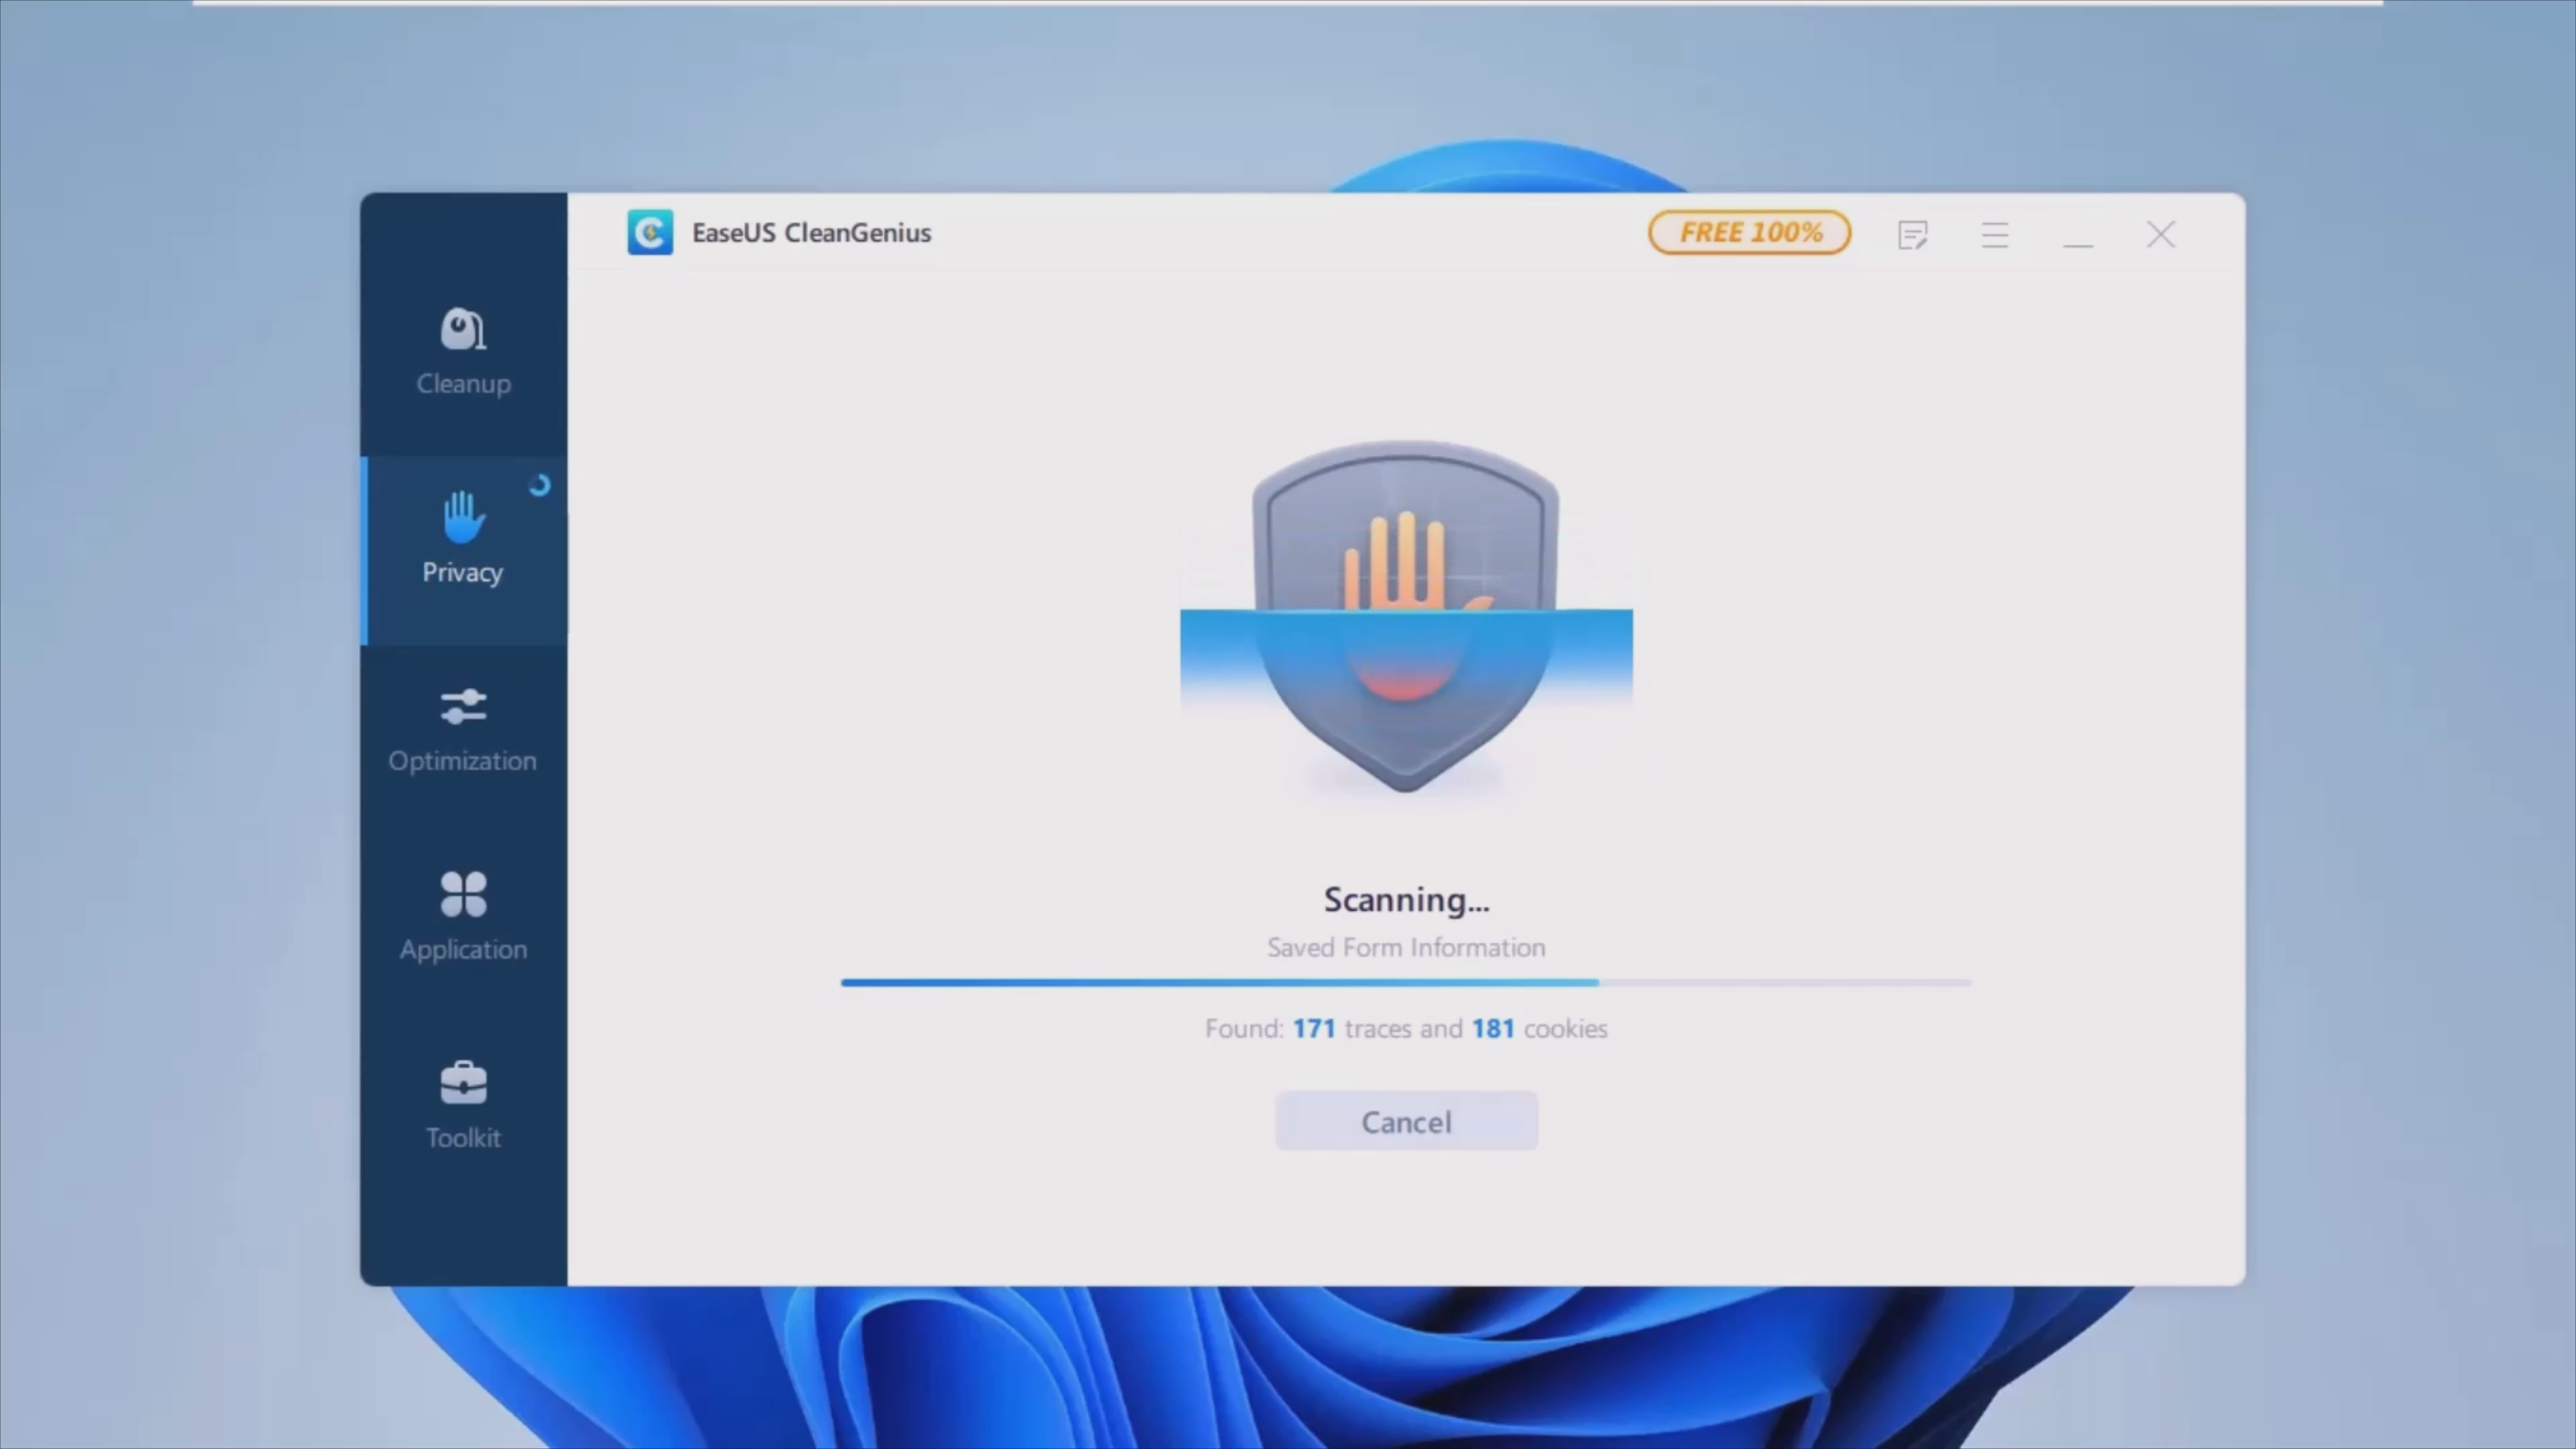 EaseUS CleanGenius
FREE 100%
Cleanup
Privacy
Optimization
Application
Toolkit
Scanning...
Saved Form Information
Found: 171 traces and 181 cookies
Cancel